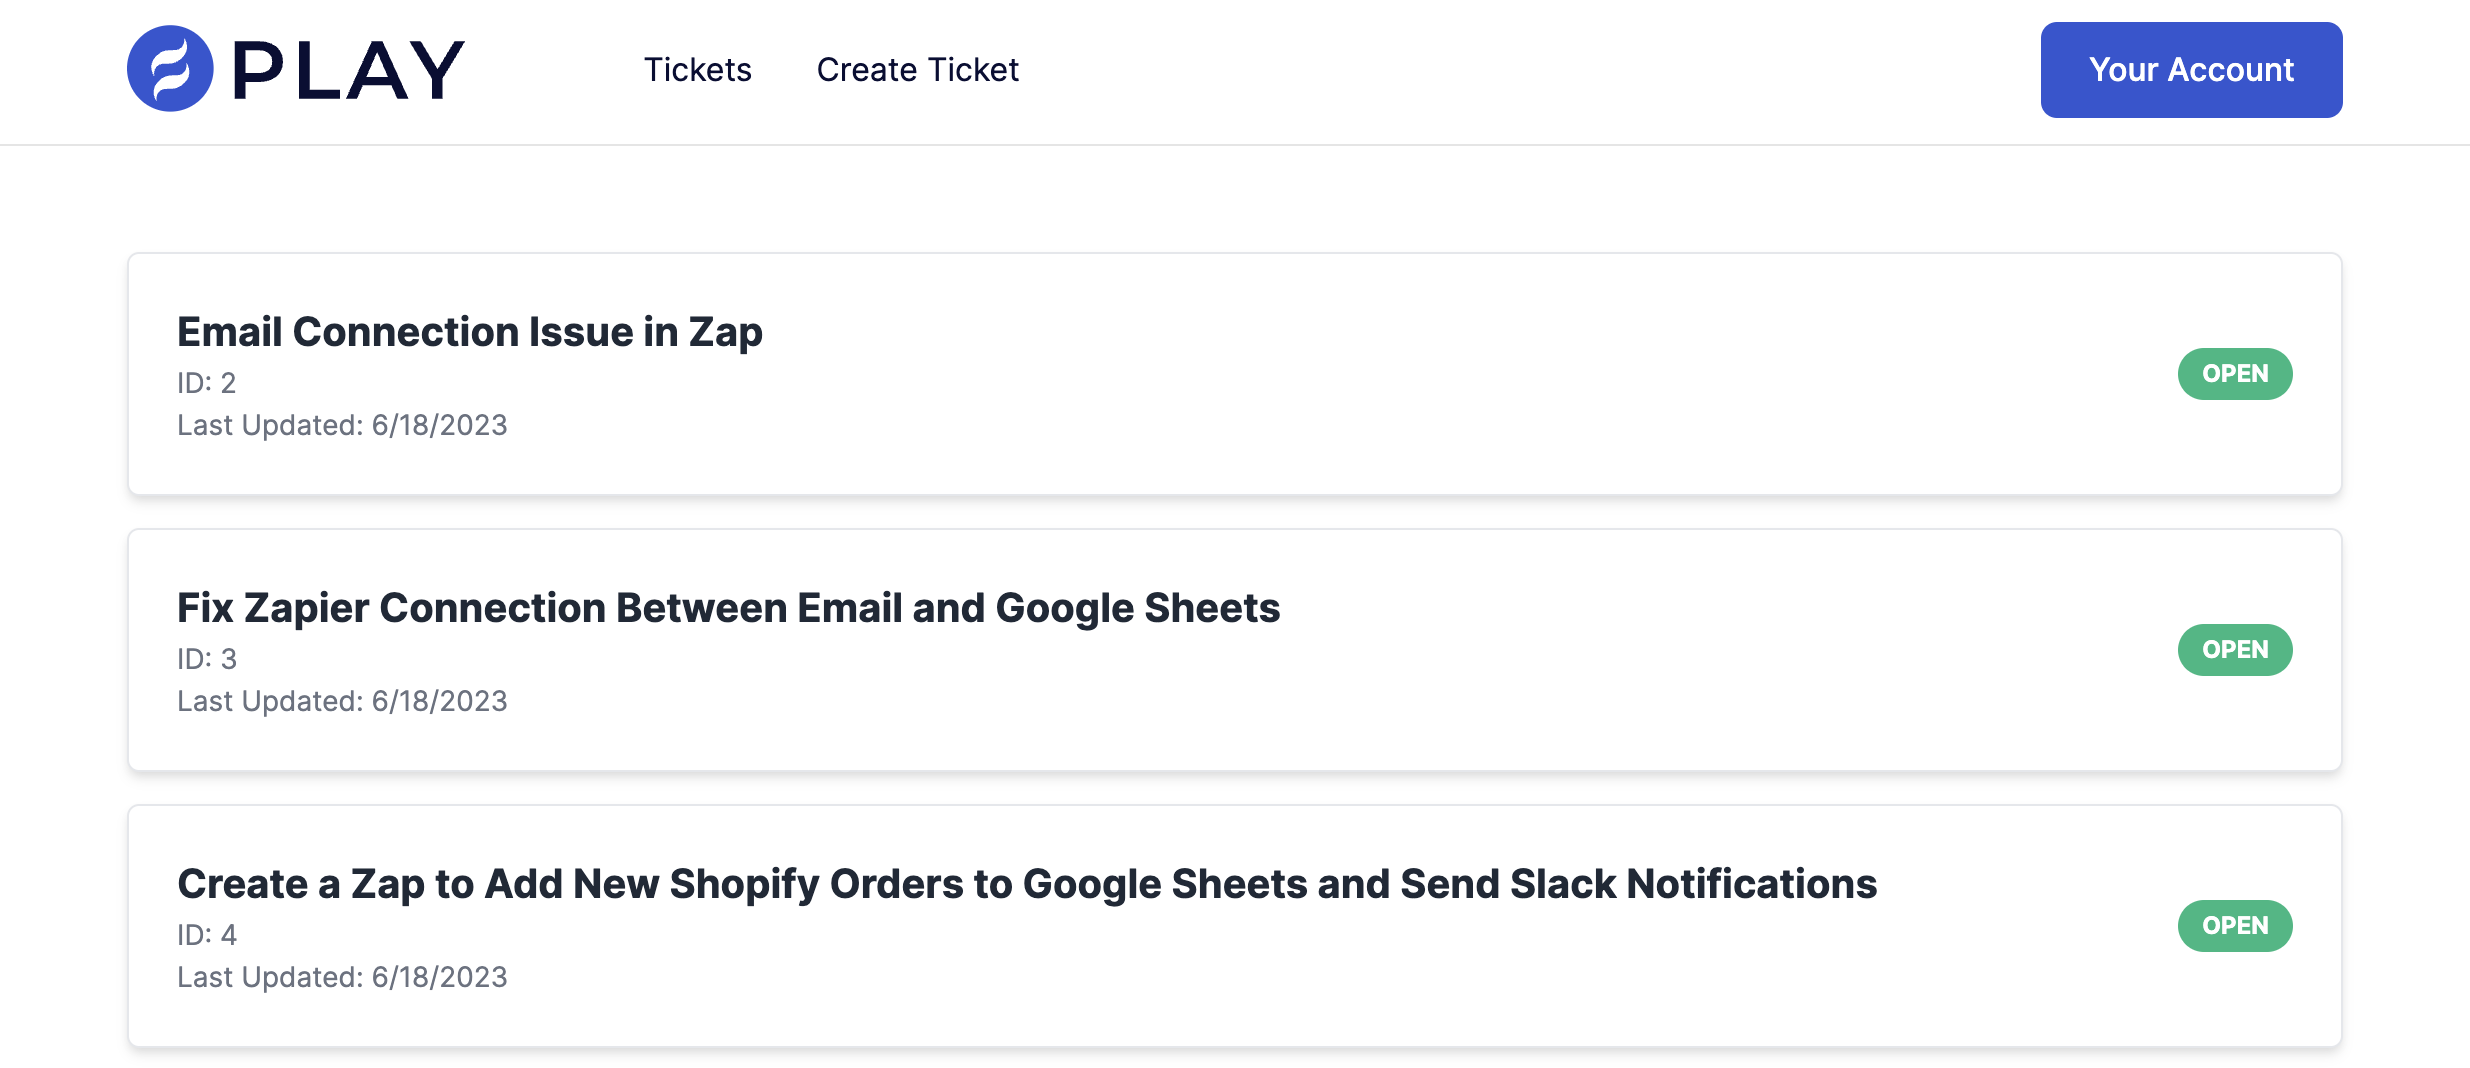 PLAY
Tickets
Create Ticket
Your Account
Email Connection Issue in Zap
ID: 2
Last Updated: 6/18/2023
OPEN
Fix Zapier Connection Between Email and Google Sheets
ID: 3
Last Updated: 6/18/2023
OPEN
Create a Zap to Add New Shopify Orders to Google Sheets and Send Slack Notifications
ID: 4
Last Updated: 6/18/2023
OPEN